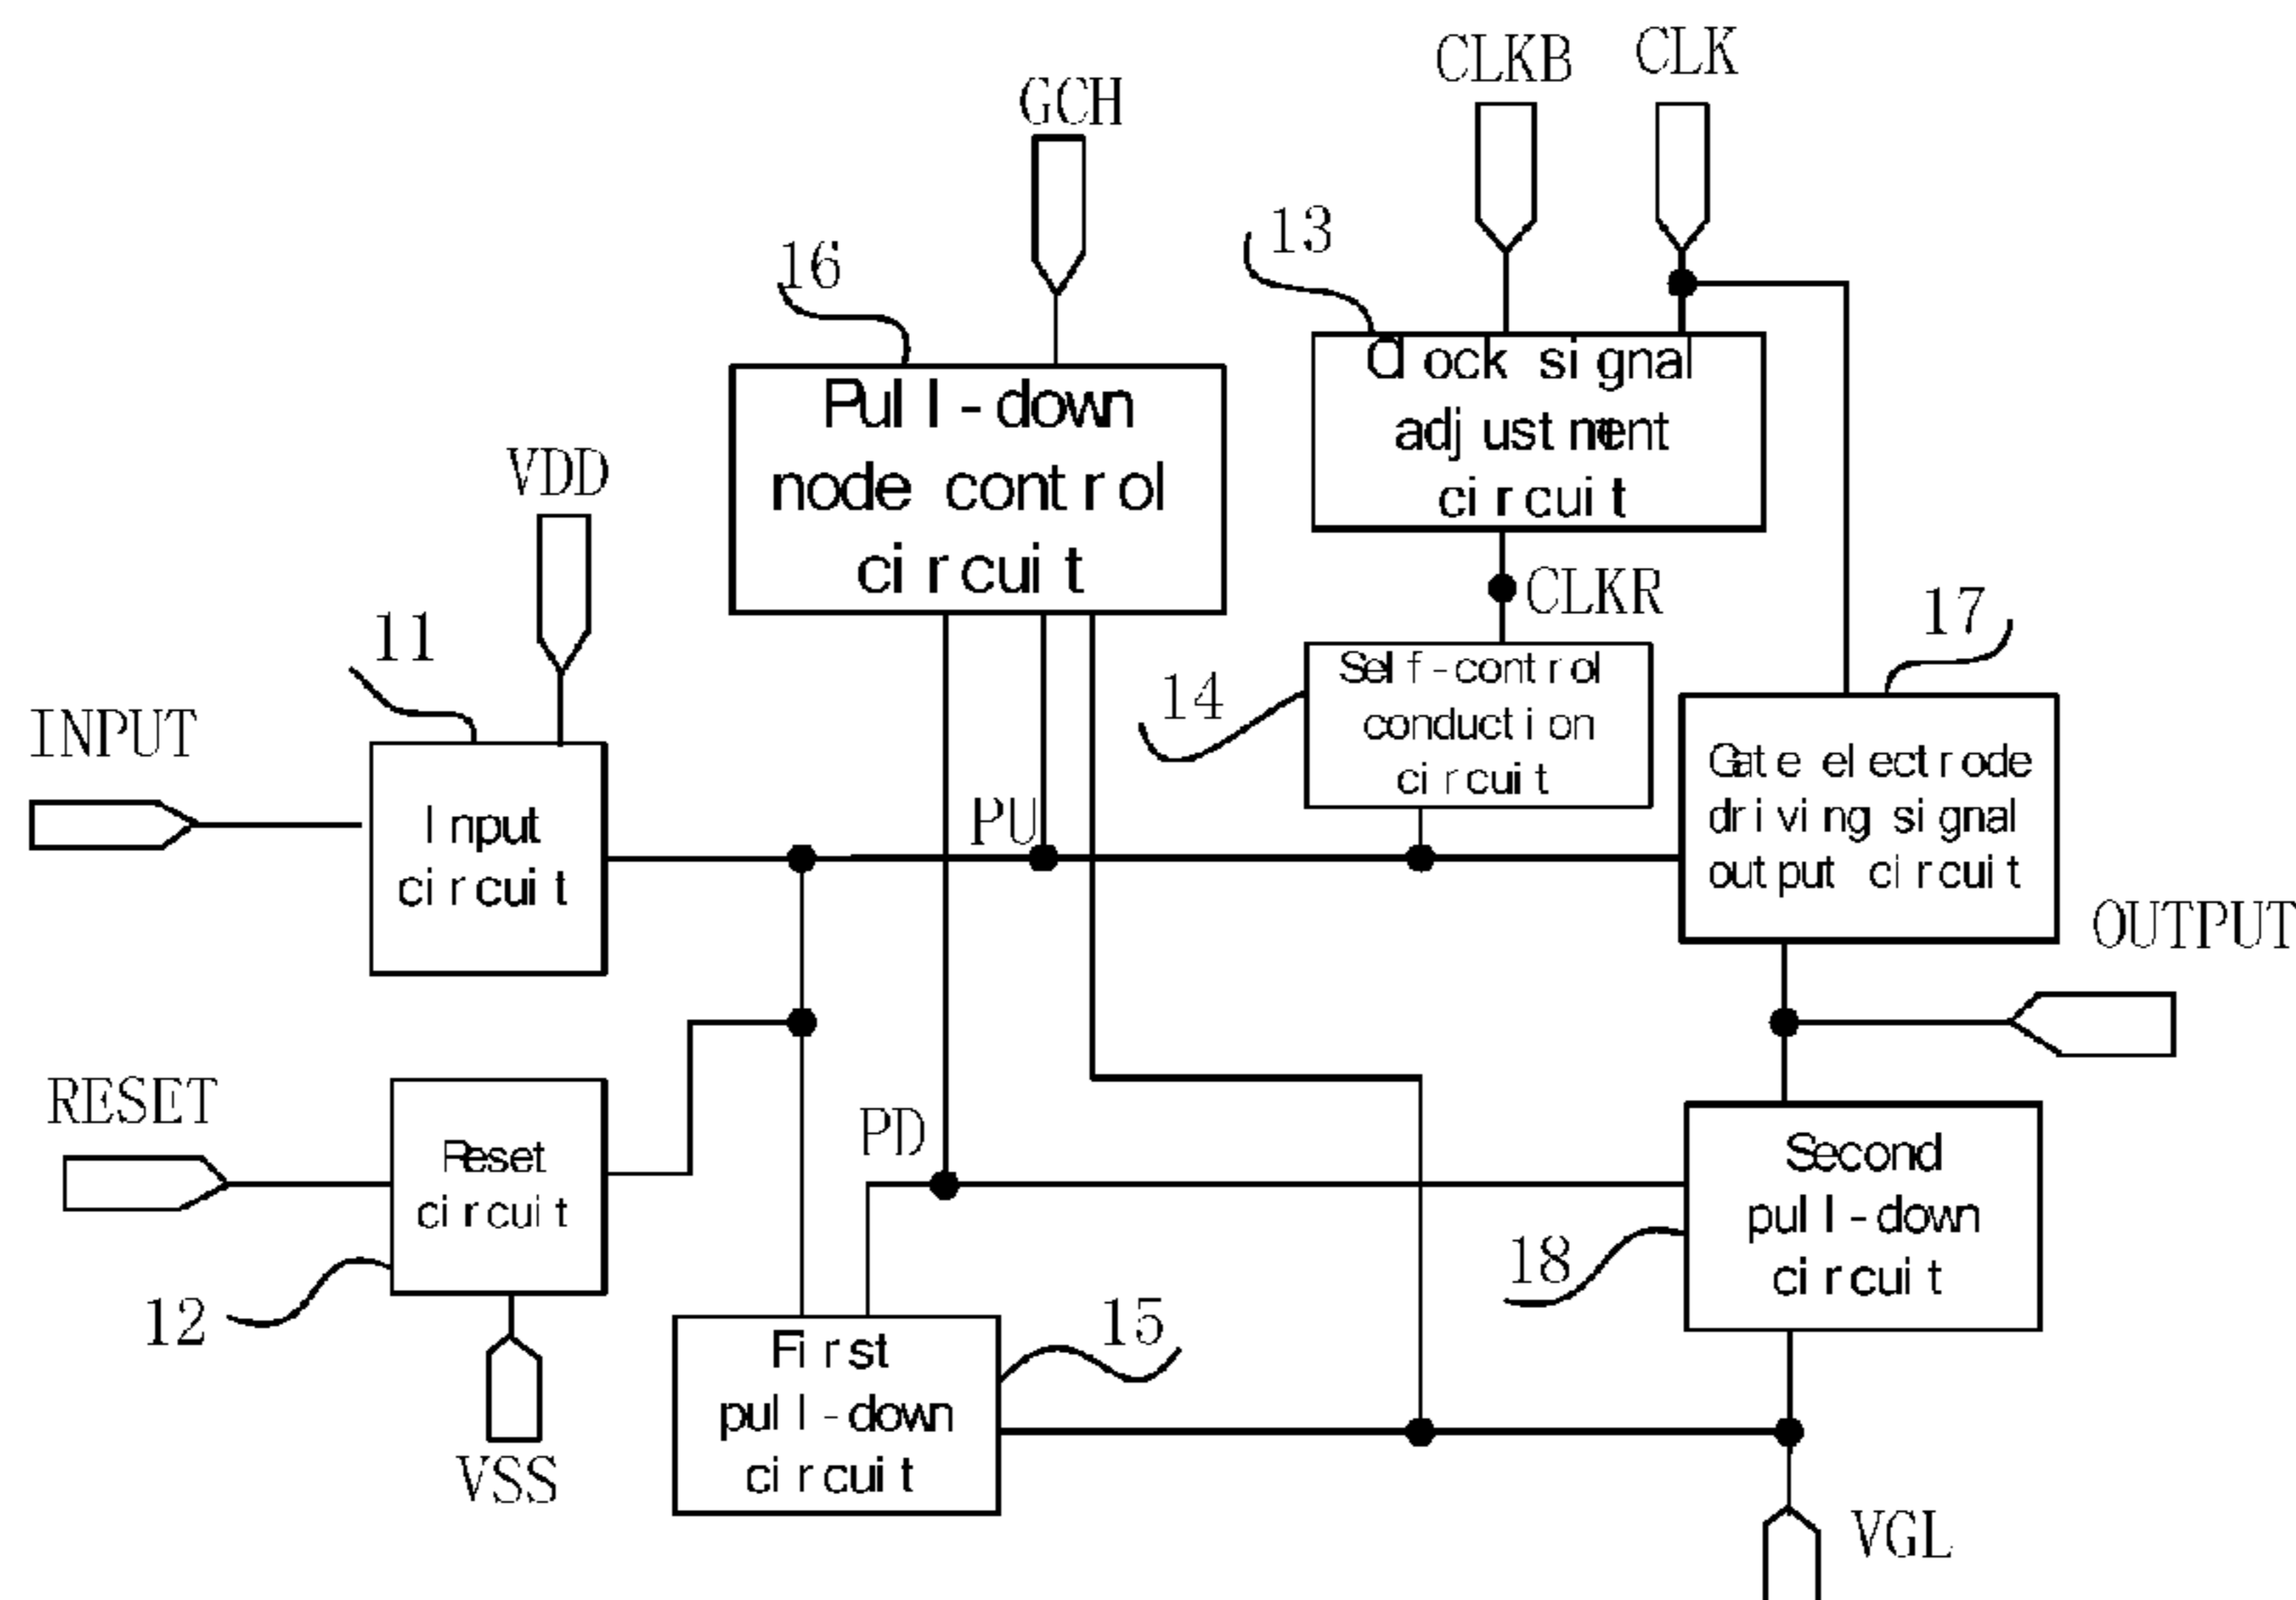 CLKB
CLK
GCH
13
16
Clock signal
adjustment
circuit
Pull-down
node control
circuit
VDD
CLKR
11
17
Self-control
conduction
circuit
14
INPUT
Gate electrode
driving signal
output circuit
PU
Input
circuit
OUTPUT
RESET
PD
Reset
circuit
Second
pull-down
circuit
18
12
15
First
pull-down
circuit
VSS
VGL